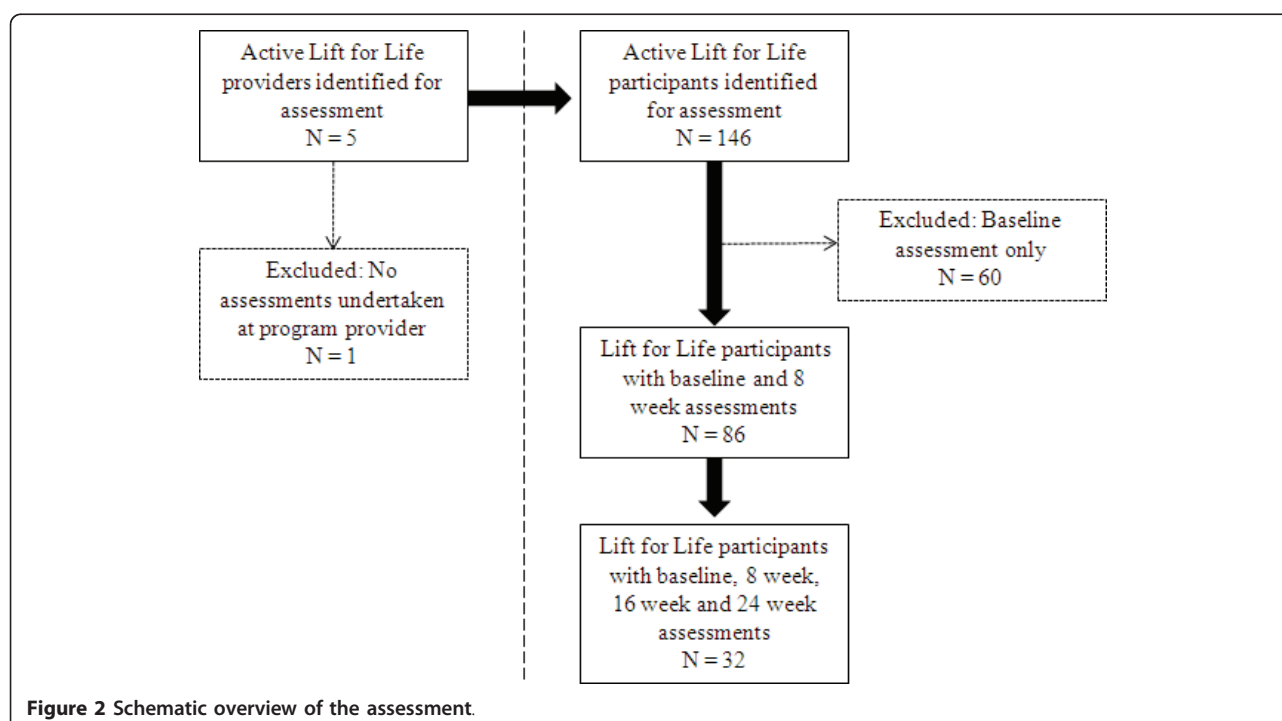 Active Lift for Life
providers identified for
assessment
N = 5
Active Lift for Life
participants identified
for assessment
N = 146
Excluded: No
assessments undertaken
at program provider
N = 1
Excluded: Baseline
assessment only
N = 60
Lift for Life participants
with baseline and 8
week assessments
N = 86
Lift for Life participants
with baseline, 8 week,
16 week and 24 week
assessments
N = 32
Figure 2 Schematic overview of the assessment.